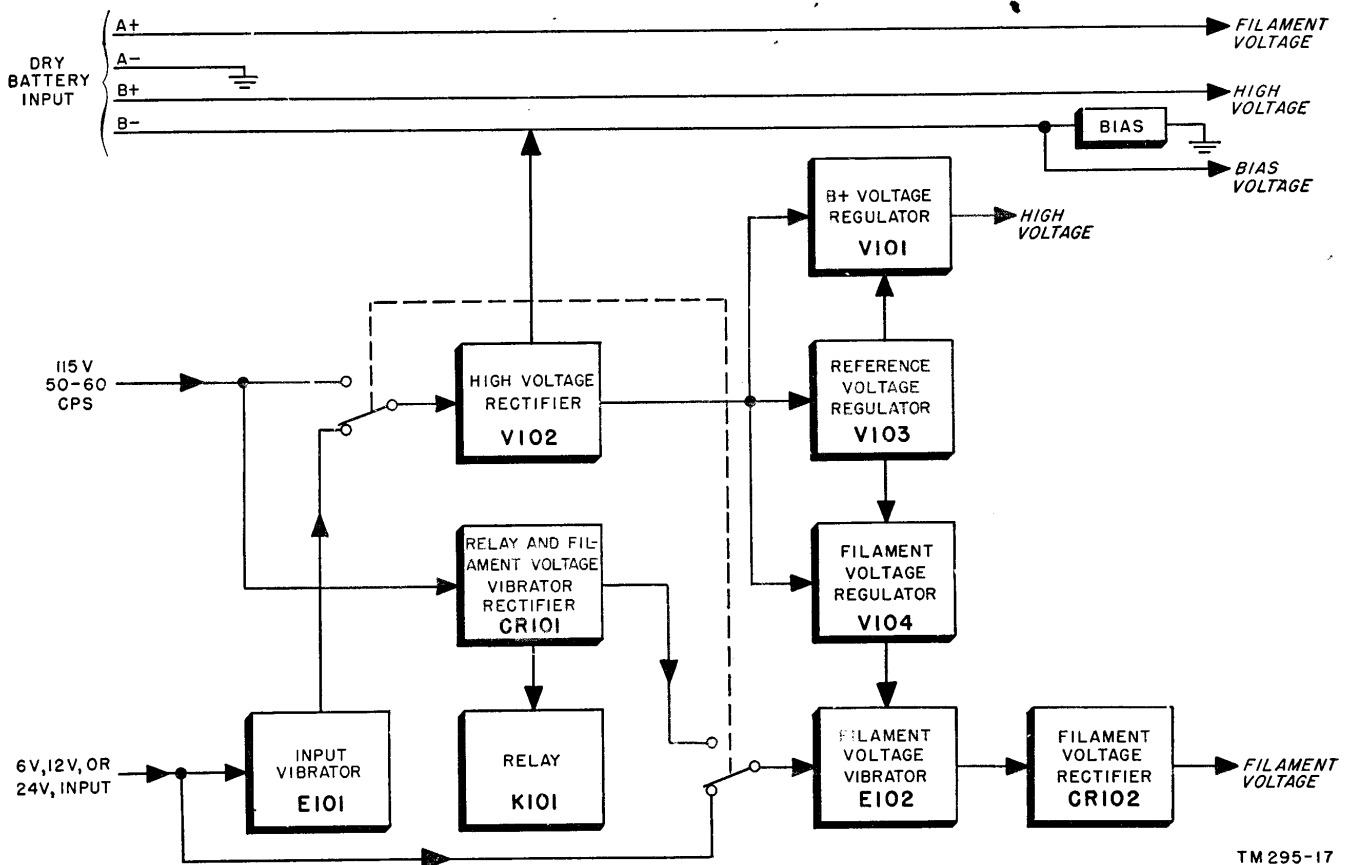 A+
FILAMENT
VOLTAGE
DRY
BATTERY
INPUT
A-
B+
HIGH
VOLTAGE
B-
BIAS
BIAS
VOLTAGE
B+ VOLTAGE
REGULATOR
V101
HIGH
VOLTAGE
115V
50-60
CPS
HIGH VOLTAGE
RECTIFIER
V102
REFERENCE
VOLTAGE
REGULATOR
V103
RELAY AND FIL-
AMENT VOLTAGE
VIBRATOR
RECTIFIER
CR101
FILAMENT
VOLTAGE
REGULATOR
V104
6V, 12V, OR
24V, INPUT
INPUT
VIBRATOR
E101
RELAY
K101
FILAMENT
VOLTAGE
VIBRATOR
E102
FILAMENT
VOLTAGE
RECTIFIER
CR102
FILAMENT
VOLTAGE
TM 295-17